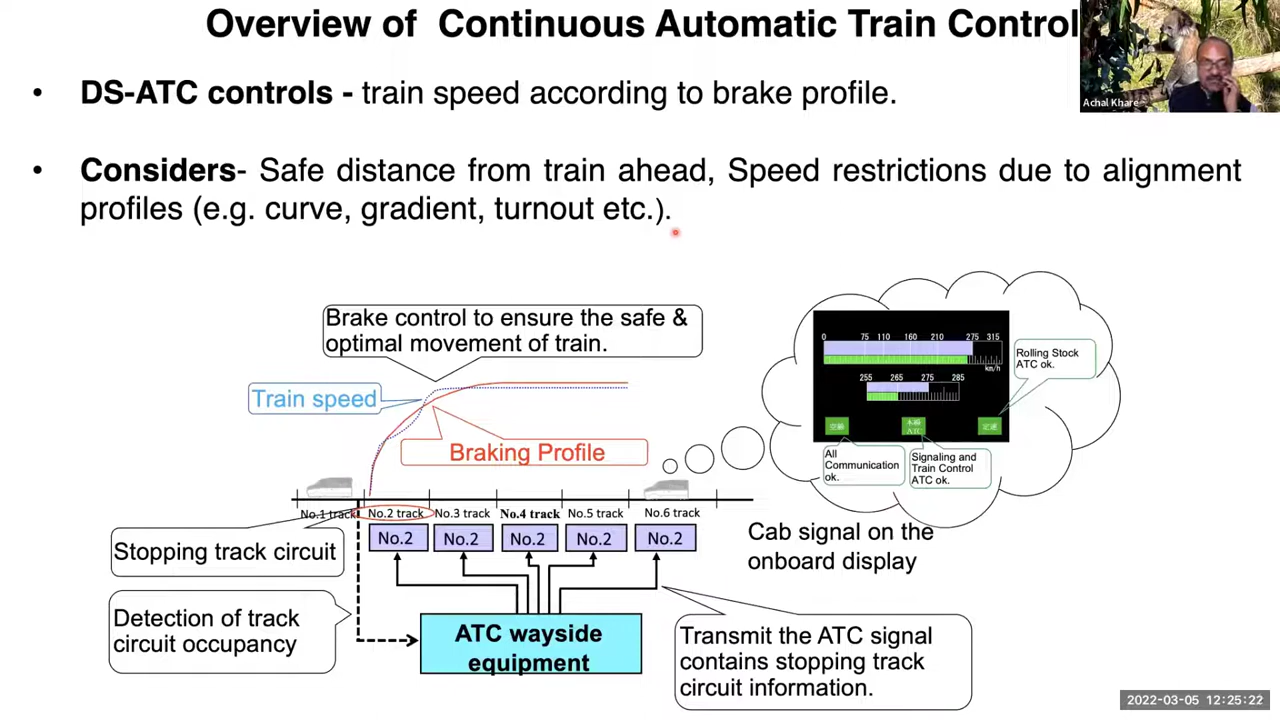 Overview of Continuous Automatic Train Control
Achal Khare
• DS-ATC controls - train speed according to brake profile.
• Considers- Safe distance from train ahead, Speed restrictions due to alignment
profiles (e.g. curve, gradient, turnout etc.).
Brake control to ensure the safe &
optimal movement of train.
Train speed
Braking Profile
0 75 110 160 210 275 315
km/h
255 265 275 285
本線
ATC
定速
Rolling Stock
ATC ok.
All
Communication
ok.
Signaling and
Train Control
ATC ok.
Cab signal on the
onboard display
No.1 track No.2 track No.3 track No.4 track No.5 track No.6 track
No.2 No.2 No.2 No.2 No.2
Stopping track circuit
Detection of track
circuit occupancy
ATC wayside
equipment
Transmit the ATC signal
contains stopping track
circuit information.
2022-03-05 12:25:22